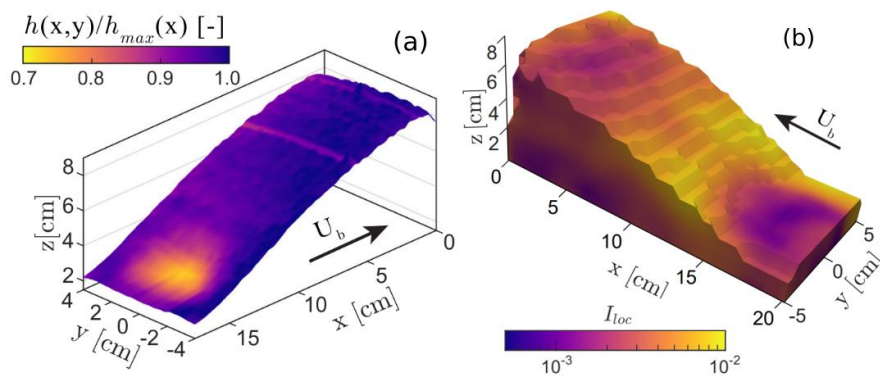 h(x,y)/h_max(x) [-]
0.7 0.8 0.9 1.0
(a)
8
6
4
2
z[cm]
4
2
0
-2
-4
y [cm]
15
10
5
0
x [cm]
U_b
(b)
8
6
4
2
0
z [cm]
5
10
15
20
x [cm]
5
0
-5
y [cm]
U_b
I_loc
10^-3 10^-2